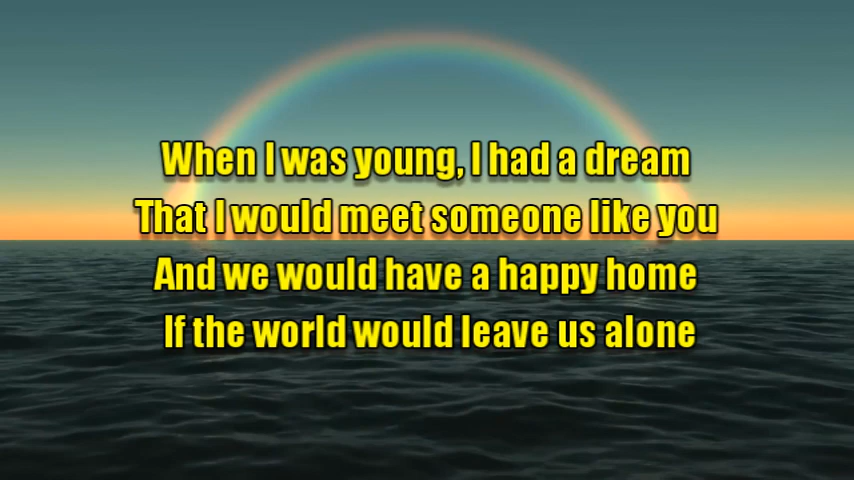 When I was young, I had a dream
That I would meet someone like you
And we would have a happy home
If the world would leave us alone